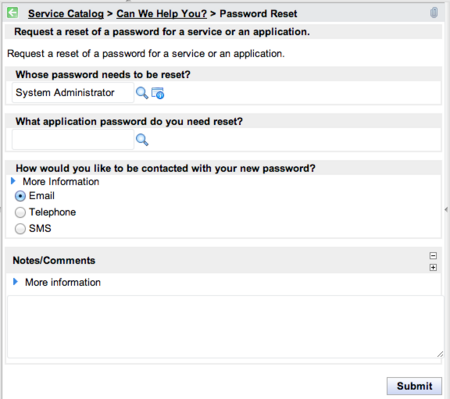 Service Catalog > Can We Help You? > Password Reset
Request a reset of a password for a service or an application.
Request a reset of a password for a service or an application.
Whose password needs to be reset?
System Administrator
What application password do you need reset?
How would you like to be contacted with your new password?
More Information
Email
Telephone
SMS
Notes/Comments
More information
Submit